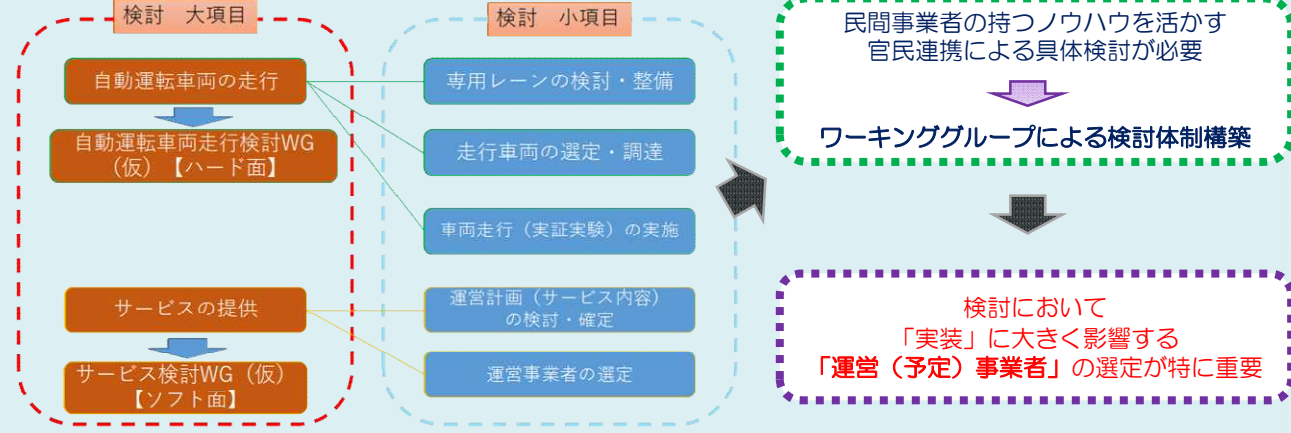 検討　大項目
自動運転車両の走行
自動運転車両走行検討WG
（仮）【ハード面】
サービスの提供
サービス検討WG（仮）
【ソフト面】
検討　小項目
専用レーンの検討・整備
走行車両の選定・調達
車両走行（実証実験）の実施
運営計画（サービス内容）
の検討・確定
運営事業者の選定
民間事業者の持つノウハウを活かす
官民連携による具体検討が必要
ワーキンググループによる検討体制構築
検討において
「実装」に大きく影響する
「運営（予定）事業者」の選定が特に重要